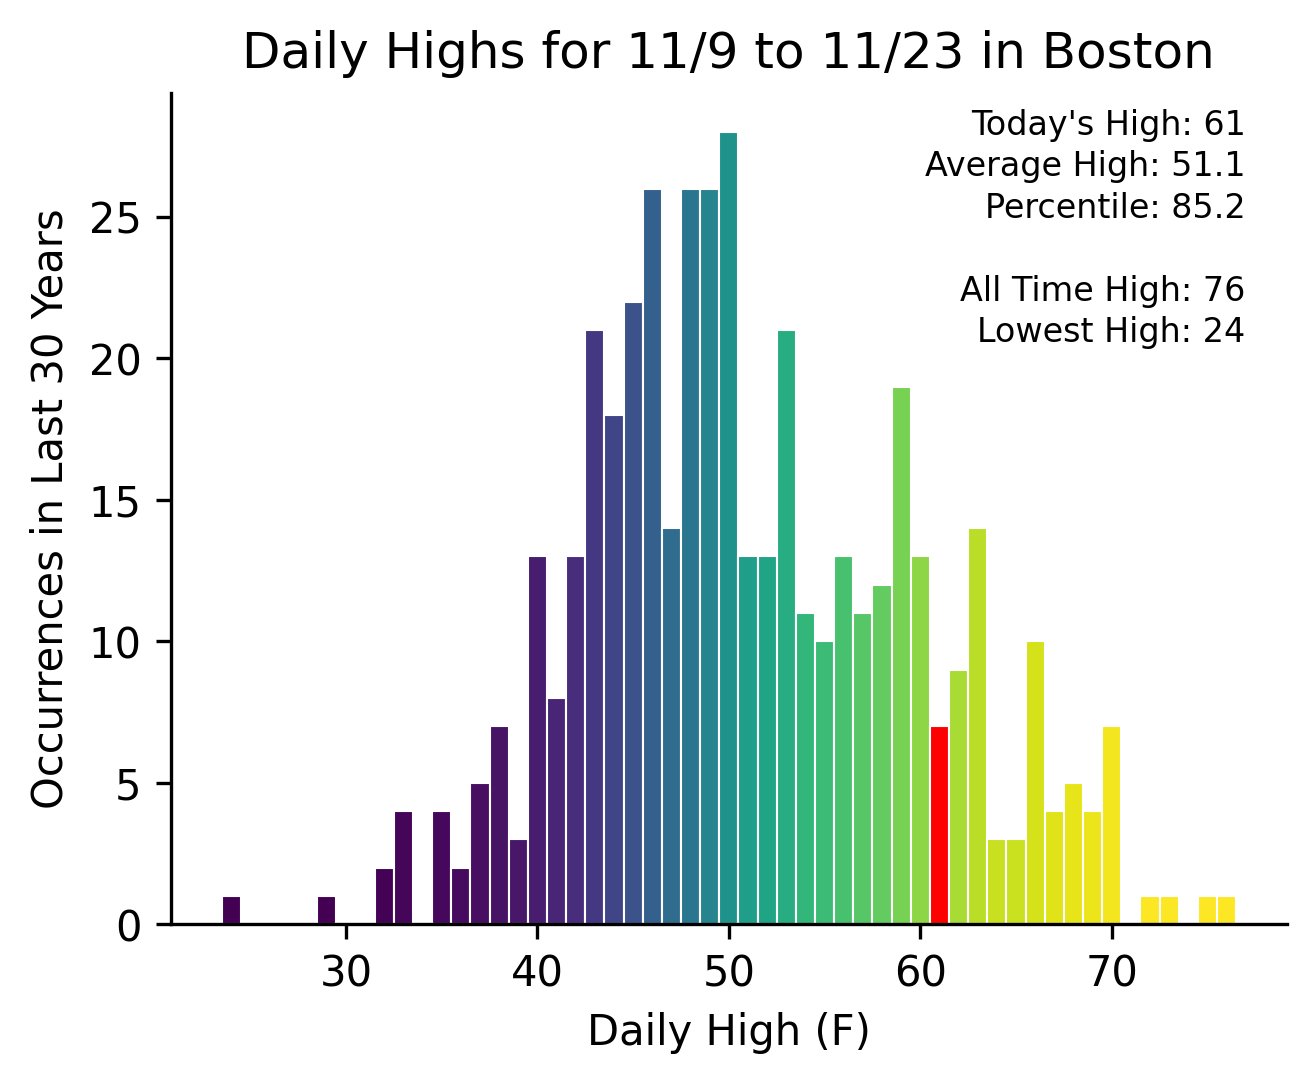 Daily Highs for 11/9 to 11/23 in Boston
Today's High: 61
Average High: 51.1
Percentile: 85.2
All Time High: 76
Lowest High: 24
Occurrences in Last 30 Years
25
20
15
10
5
0
30 40 50 60 70
Daily High (F)